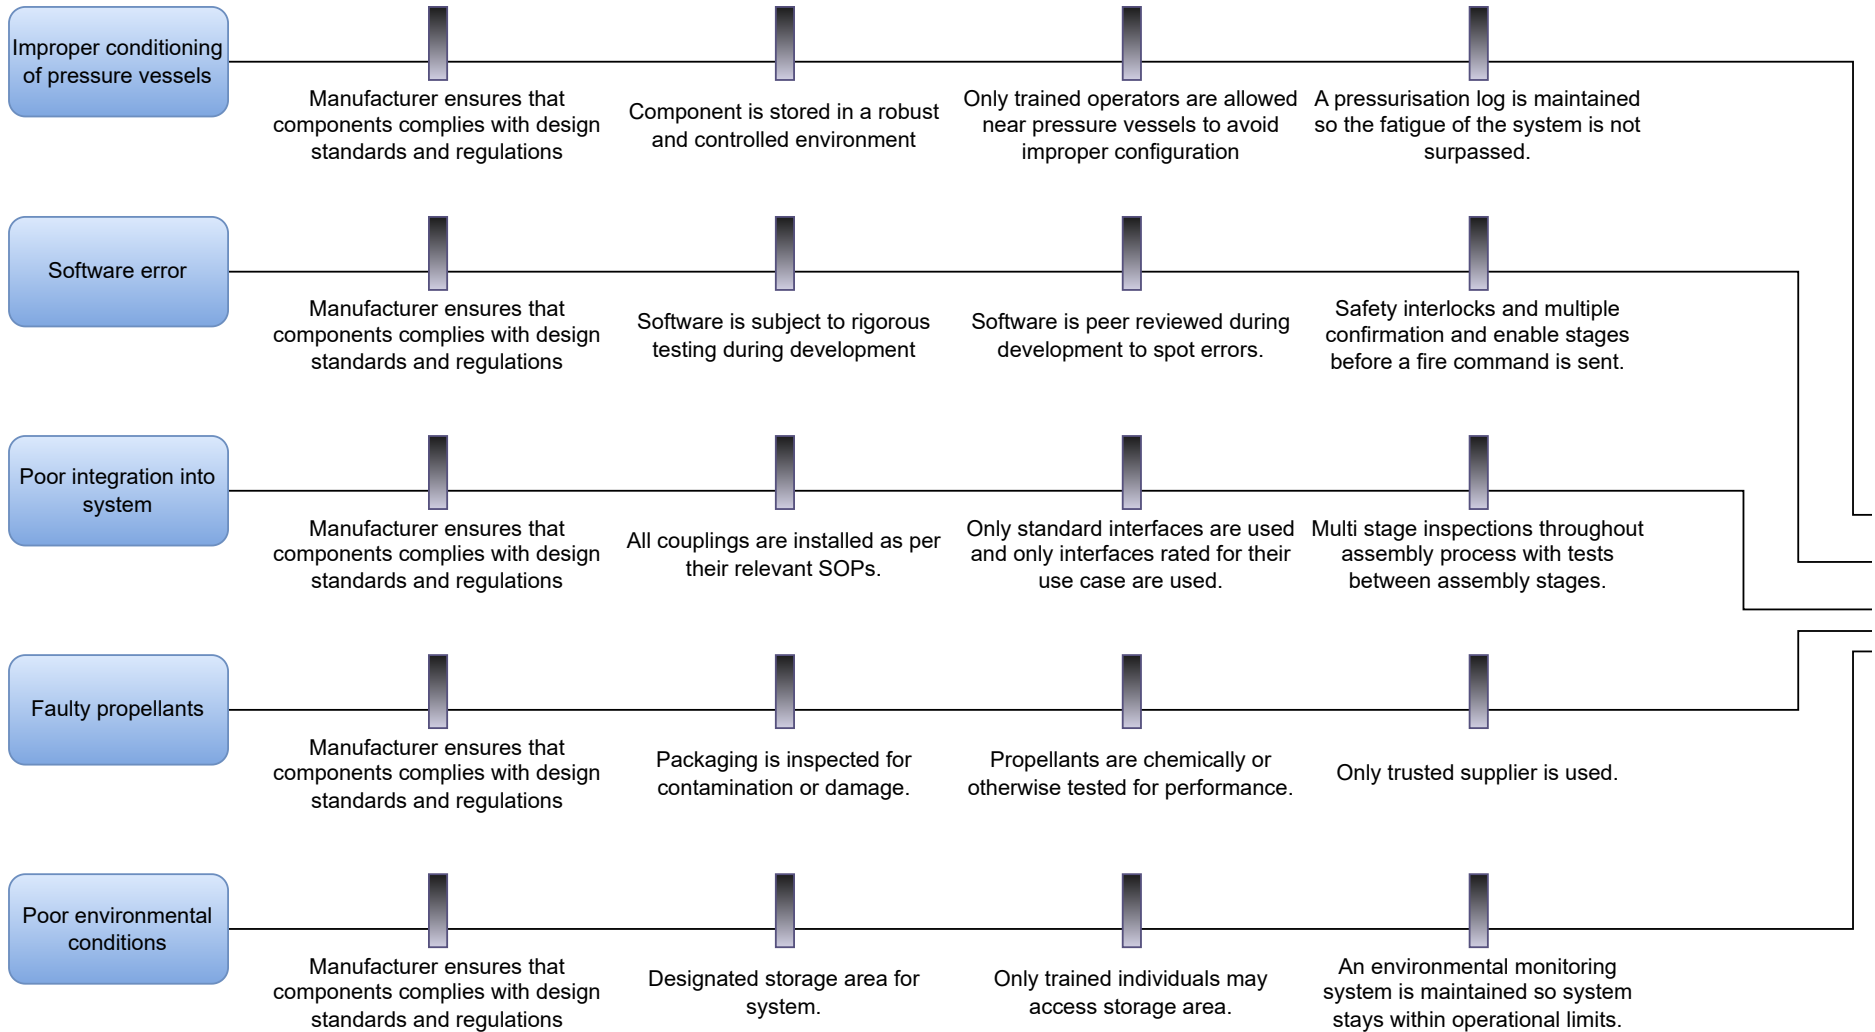 Improper conditioning
of pressure vessels
Manufacturer ensures that
components complies with design
standards and regulations
Component is stored in a robust
and controlled environment
Only trained operators are allowed
near pressure vessels to avoid
improper configuration
A pressurisation log is maintained
so the fatigue of the system is not
surpassed.
Software error
Manufacturer ensures that
components complies with design
standards and regulations
Software is subject to rigorous
testing during development
Software is peer reviewed during
development to spot errors.
Safety interlocks and multiple
confirmation and enable stages
before a fire command is sent.
Poor integration into
system
Manufacturer ensures that
components complies with design
standards and regulations
All couplings are installed as per
their relevant SOPs.
Only standard interfaces are used
and only interfaces rated for their
use case are used.
Multi stage inspections throughout
assembly process with tests
between assembly stages.
Faulty propellants
Manufacturer ensures that
components complies with design
standards and regulations
Packaging is inspected for
contamination or damage.
Propellants are chemically or
otherwise tested for performance.
Only trusted supplier is used.
Poor environmental
conditions
Manufacturer ensures that
components complies with design
standards and regulations
Designated storage area for
system.
Only trained individuals may
access storage area.
An environmental monitoring
system is maintained so system
stays within operational limits.